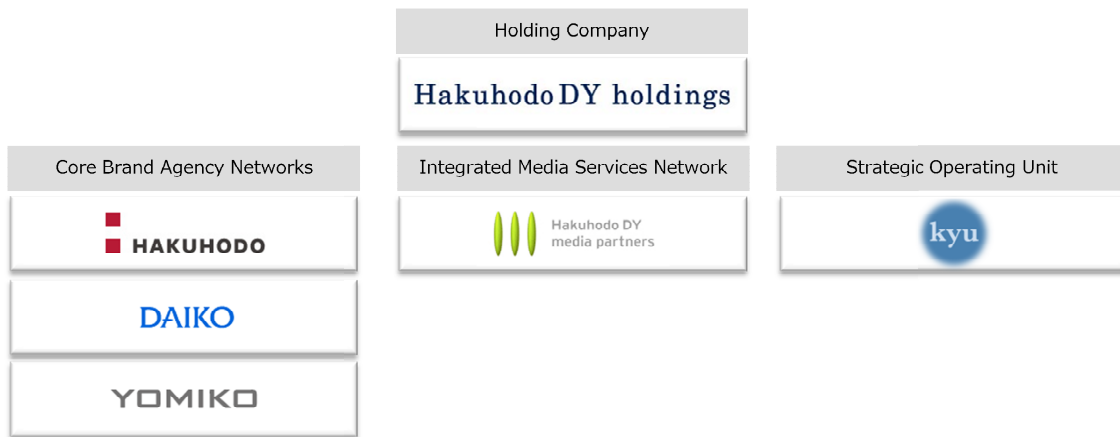 Holding Company
Hakuhodo DY holdings
Core Brand Agency Networks
Integrated Media Services Network
Strategic Operating Unit
HAKUHODO
Hakuhodo DY
media partners
kyu
DAIKO
YOMIKO